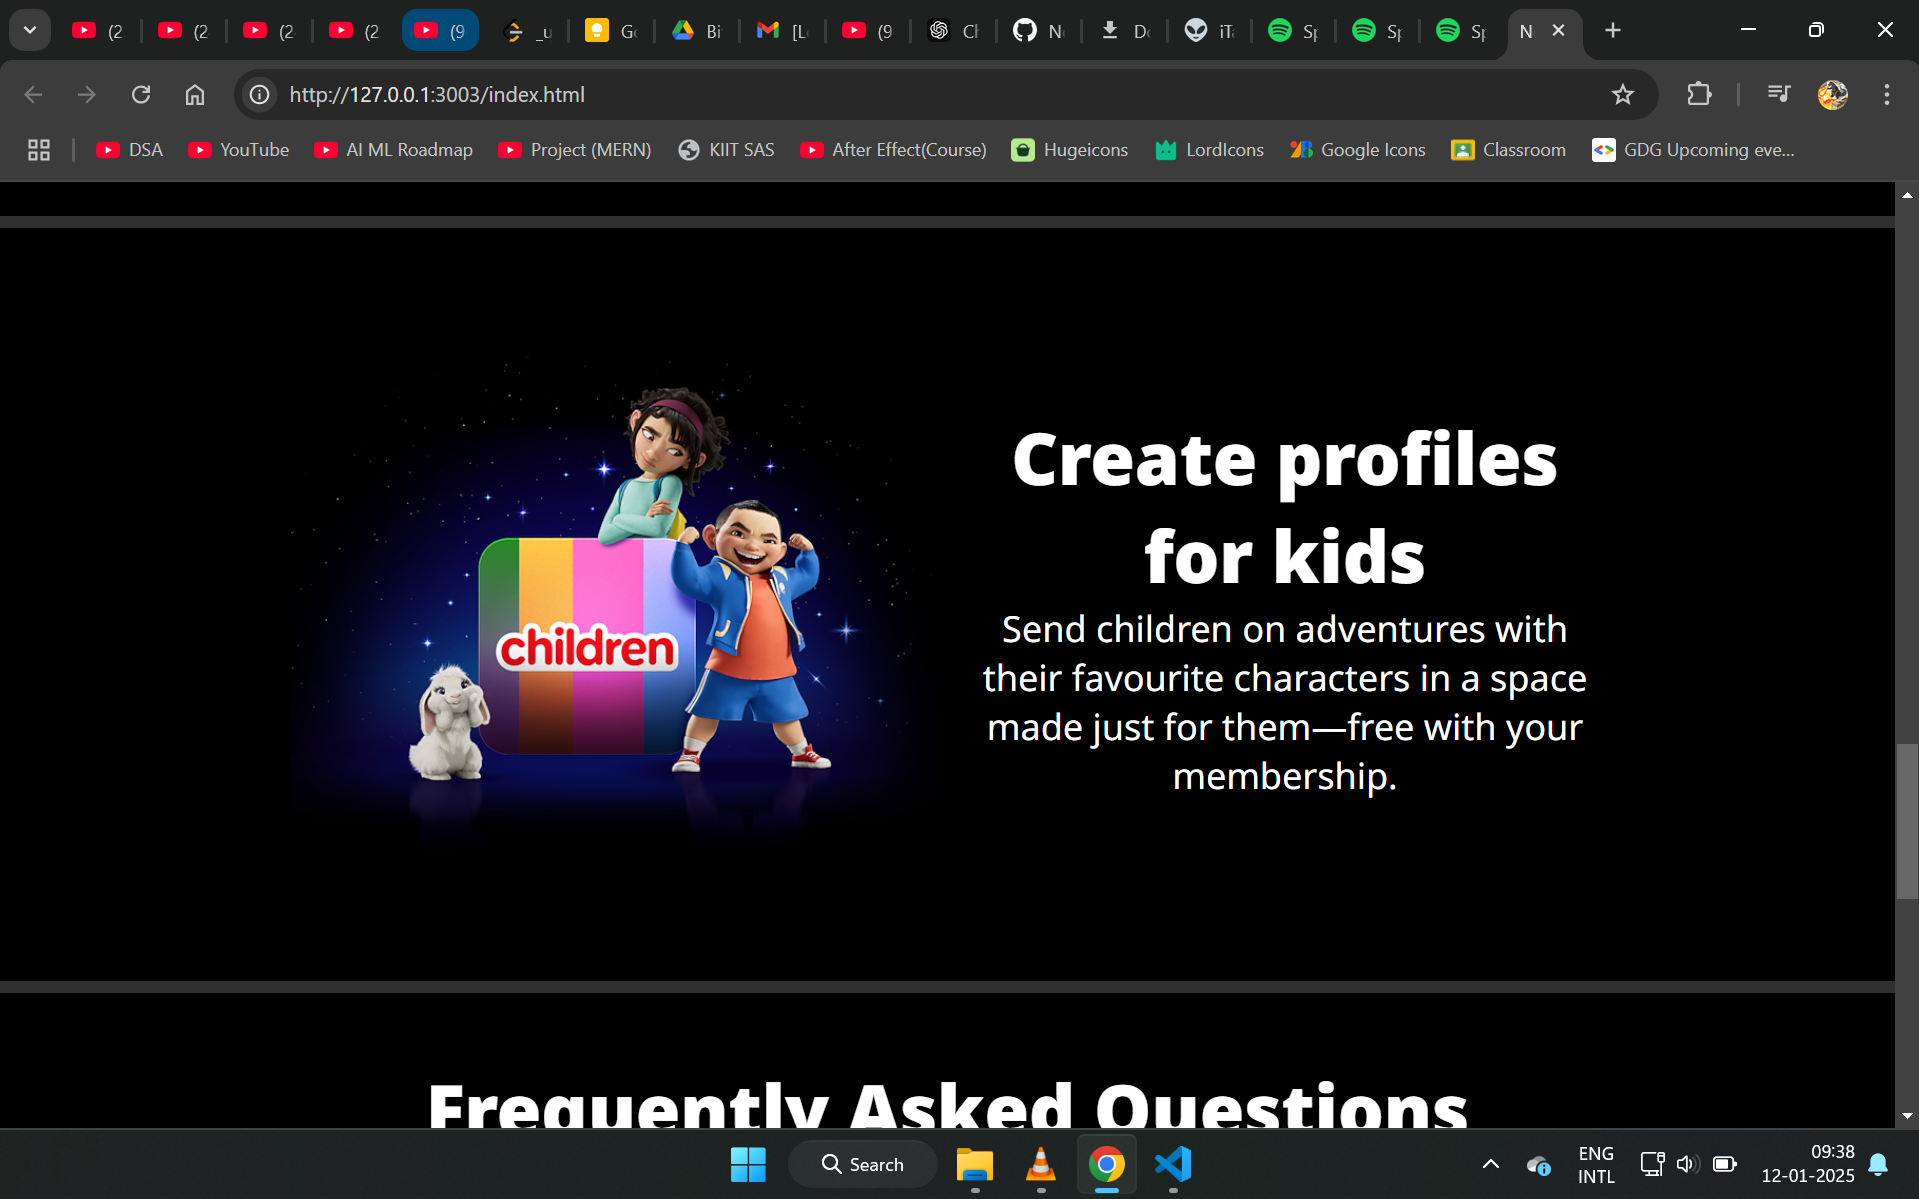 (2
(2
(2
(2
(9
_u
Go
Bi
[L
(9
Ch
N
Do
iT
Sp
Sp
Sp
N
http://127.0.0.1:3003/index.html
DSA
YouTube
AI ML Roadmap
Project (MERN)
KIIT SAS
After Effect(Course)
Hugeicons
LordIcons
Google Icons
Classroom
GDG Upcoming eve...
children
Create profiles
for kids
Send children on adventures with
their favourite characters in a space
made just for them—free with your
membership.
Frequently Asked Questions
Search
ENG
INTL
09:38
12-01-2025